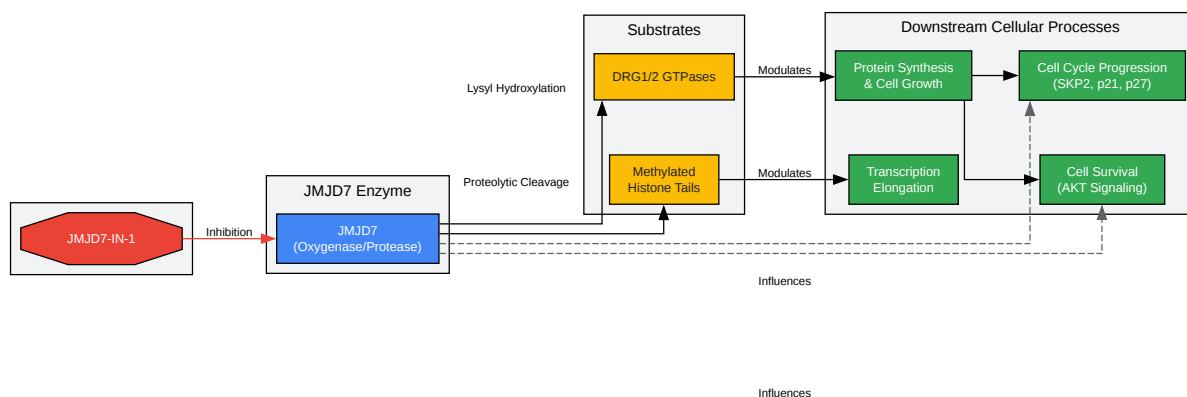 Substrates
Downstream Cellular Processes
DRG1/2 GTPases
Modulates
Protein Synthesis
& Cell Growth
Cell Cycle Progression
(SKP2, p21, p27)
Lysyl Hydroxylation
Methylated
Histone Tails
Modulates
Transcription
Elongation
Cell Survival
(AKT Signaling)
Proteolytic Cleavage
JMJD7 Enzyme
JMJD7-IN-1
Inhibition
JMJD7
(Oxygenase/Protease)
Influences
Influences